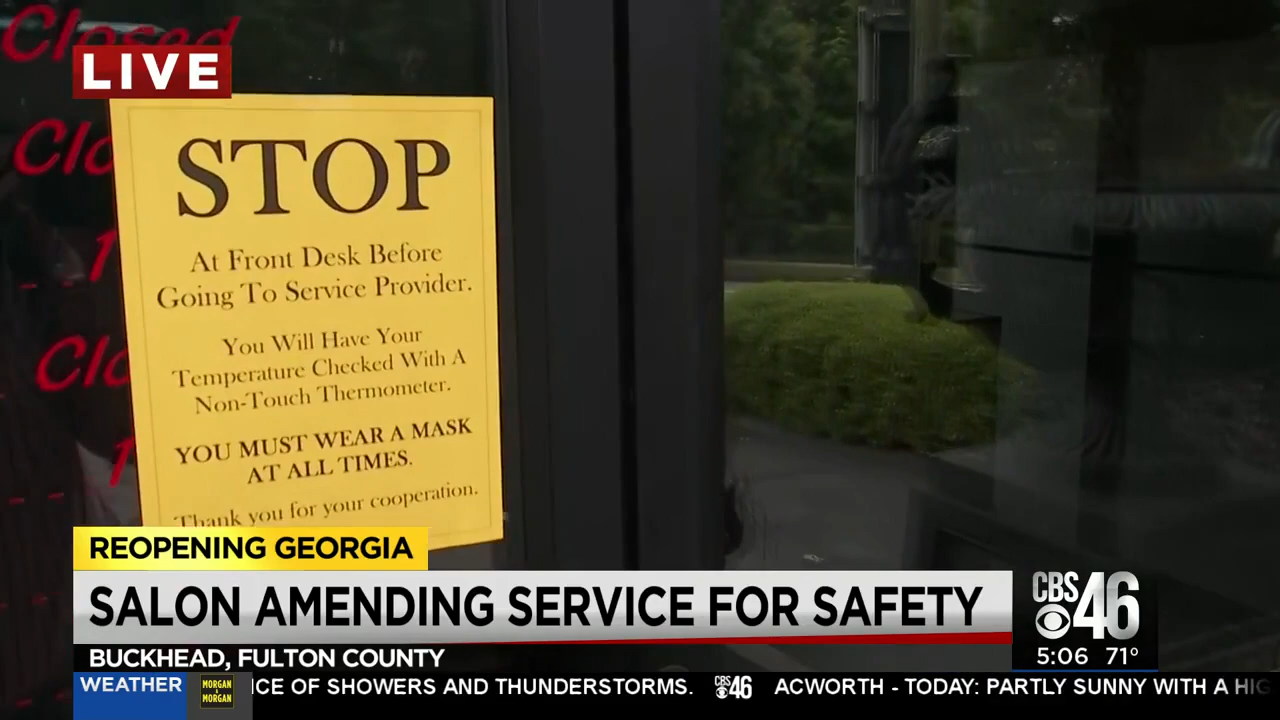 Closed
LIVE
STOP
At Front Desk Before
Going To Service Provider.
You Will Have Your
Temperature Checked With A
Non-Touch Thermometer.
YOU MUST WEAR A MASK
AT ALL TIMES.
Thank you for your cooperation.
REOPENING GEORGIA
SALON AMENDING SERVICE FOR SAFETY
BUCKHEAD, FULTON COUNTY
CBS 46
5:06 71°
WEATHER
MORGAN & MORGAN
OF SHOWERS AND THUNDERSTORMS. CBS 46 ACWORTH - TODAY: PARTLY SUNNY WITH A